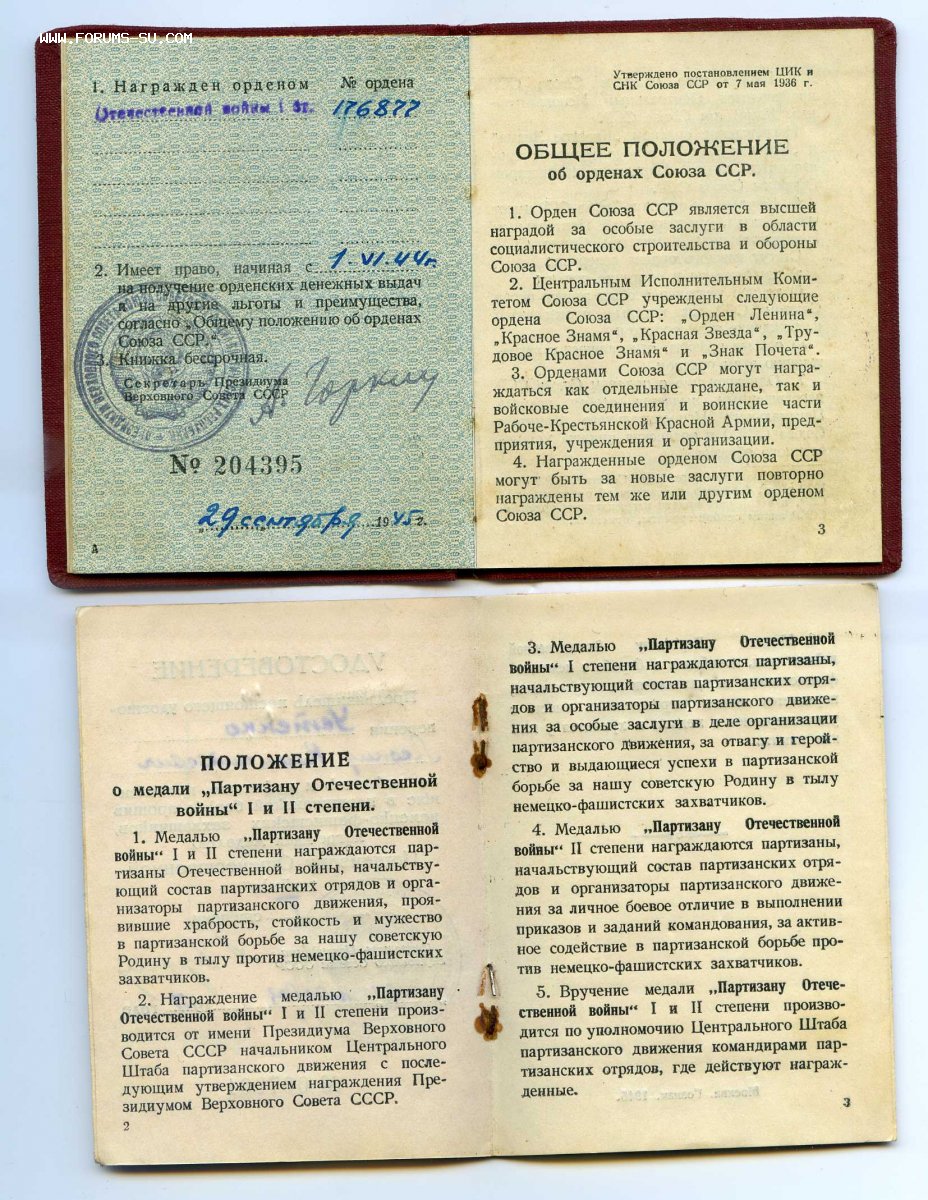 WWW.FORUMS-SU.COM
1. Награжден орденом № ордена
Отечественной войны I ст. 176877
2. Имеет право, начиная с 1.VI.44г.
на получение орденских денежных выдач
и на другие льготы и преимущества,
согласно „Общему положению об орденах
Союза ССР."
3. Книжка бессрочная.
Секретарь Президиума
Верховного Совета СССР
А. Горкин
№ 204395
„29 сентября 1945 г.
А
Утверждено постановлением ЦИК и
СНК Союза ССР от 7 мая 1936 г.
ОБЩЕЕ ПОЛОЖЕНИЕ
об орденах Союза ССР.
1. Орден Союза ССР является высшей
наградой за особые заслуги в области
социалистического строительства и обороны
Союза ССР.
2. Центральным Исполнительным Коми-
тетом Союза ССР учреждены следующие
ордена Союза ССР: „Орден Ленина",
„Красное Знамя", „Красная Звезда", „Тру-
довое Красное Знамя" и „Знак Почета".
3. Орденами Союза ССР могут награ-
ждаться как отдельные граждане, так и
войсковые соединения и воинские части
Рабоче-Крестьянской Красной Армии, пред-
приятия, учреждения и организации.
4. Награжденные орденом Союза ССР
могут быть за новые заслуги повторно
награждены тем же или другим орденом
Союза ССР.
3
ПОЛОЖЕНИЕ
о медали „Партизану Отечественной
войны" I и II степени.
1. Медалью „Партизану Отечественной
войны" I и II степени награждаются пар-
тизаны Отечественной войны, начальству-
ющий состав партизанских отрядов и орга-
низаторы партизанского движения, проя-
вившие храбрость, стойкость и мужество
в партизанской борьбе за нашу советскую
Родину в тылу против немецко-фашистских
захватчиков.
2. Награждение медалью „Партизану
Отечественной войны" I и II степени произ-
водится от имени Президиума Верховного
Совета СССР начальником Центрального
Штаба партизанского движения с после-
дующим утверждением награждения Пре-
зидиумом Верховного Совета СССР.
2
3. Медалью „Партизану Отечественной
войны" I степени награждаются партизаны,
начальствующий состав партизанских отря-
дов и организаторы партизанского движе-
ния за особые заслуги в деле организации
партизанского движения, за отвагу и герой-
ство и выдающиеся успехи в партизанской
борьбе за нашу советскую Родину в тылу
немецко-фашистских захватчиков.
4. Медалью „Партизану Отечественной
войны" II степени награждаются партизаны,
начальствующий состав партизанских отря-
дов и организаторы партизанского движе-
ния за личное боевое отличие в выполнении
приказов и заданий командования, за актив-
ное содействие в партизанской борьбе про-
тив немецко-фашистских захватчиков.
5. Вручение медали „Партизану Отече-
ственной войны" I и II степени произво-
дится по уполномочию Центрального Штаба
партизанского движения командирами пар-
тизанских отрядов, где действуют награж-
денные.
3